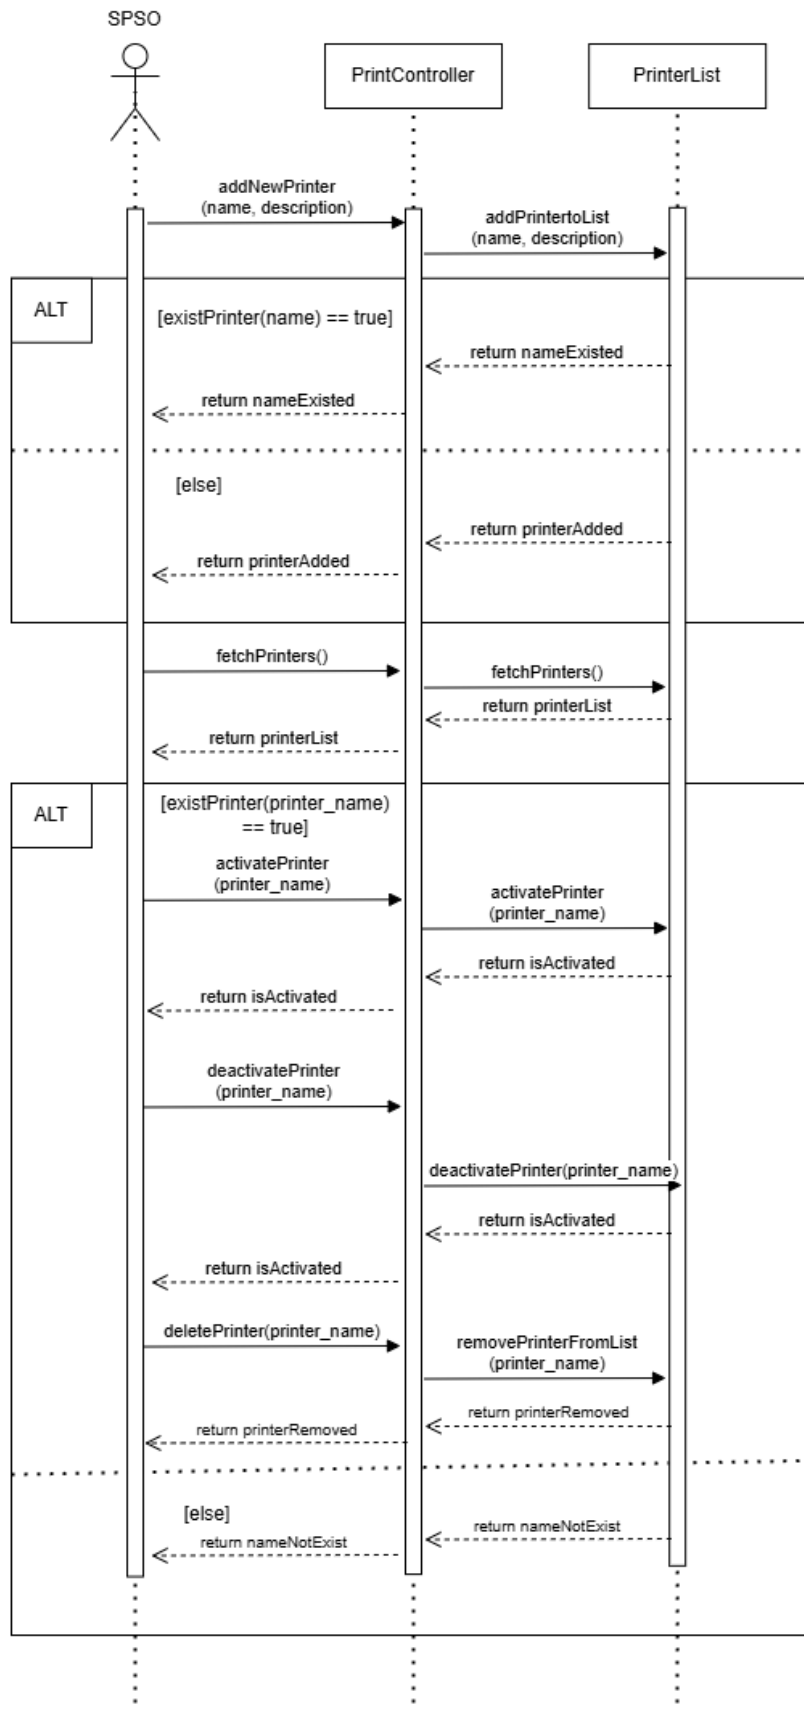 SPSO
PrintController
PrinterList
addNewPrinter
(name, description)
addPrintertoList
(name, description)
ALT
[existPrinter(name) == true]
return nameExisted
return nameExisted
[else]
return printerAdded
return printerAdded
fetchPrinters()
fetchPrinters()
return printerList
return printerList
ALT
[existPrinter(printer_name)
== true]
activatePrinter
(printer_name)
activatePrinter
(printer_name)
return isActivated
return isActivated
deactivatePrinter
(printer_name)
deactivatePrinter(printer_name)
return isActivated
return isActivated
deletePrinter(printer_name)
removePrinterFromList
(printer_name)
return printerRemoved
return printerRemoved
[else]
return nameNotExist
return nameNotExist